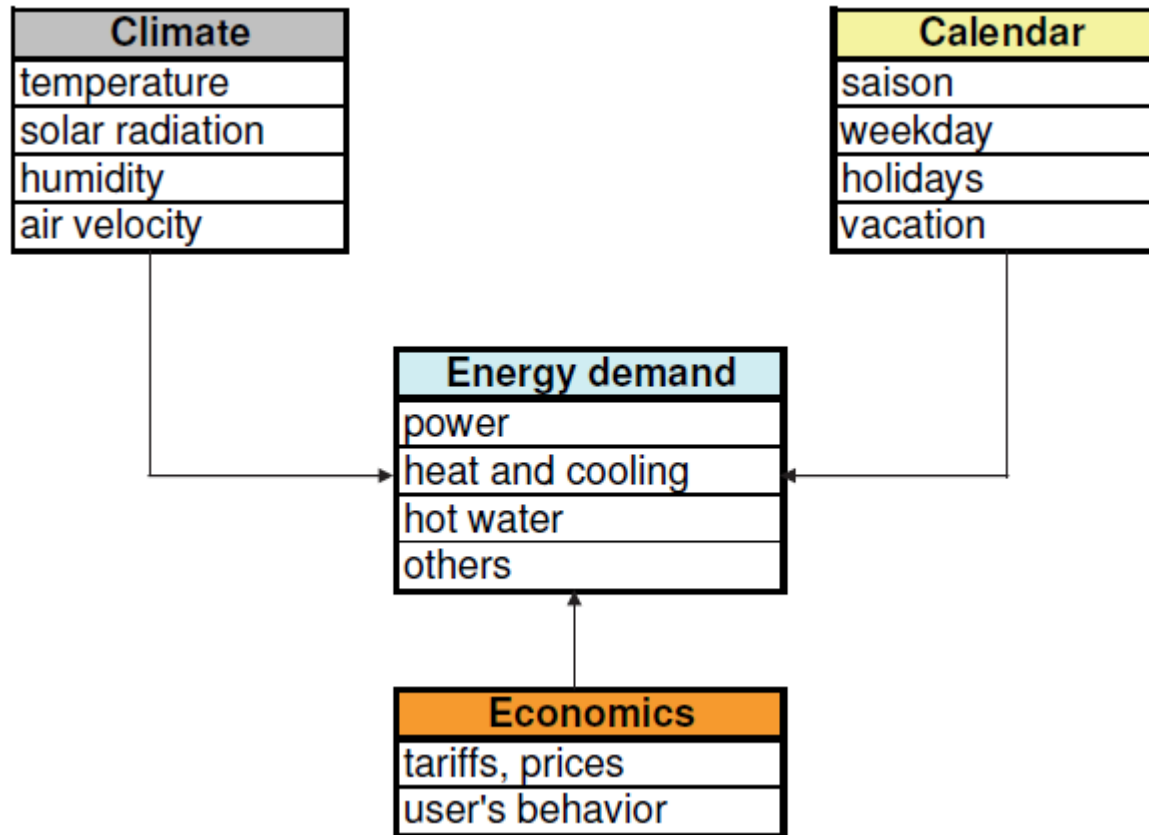 Climate
temperature
solar radiation
humidity
air velocity
Calendar
saison
weekday
holidays
vacation
Energy demand
power
heat and cooling
hot water
others
Economics
tariffs, prices
user's behavior